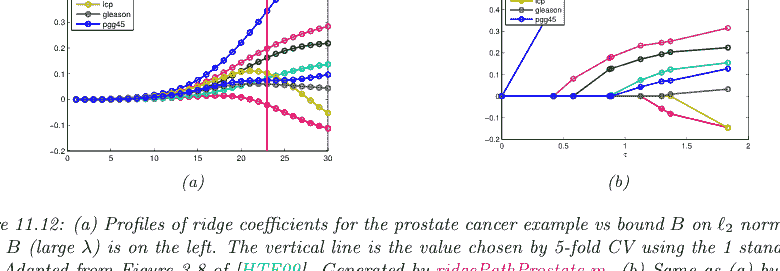 0.3
0.2
0.1
0
−0.1
−0.2
0 5 10 15 20 25 30
lcp
gleason
pgg45
0.4
0.3
0.2
0.1
0
−0.1
−0.2
0 0.5 1 1.5 2
τ
gleason
pgg45
(a)
(b)
e 11.12: (a) Profiles of ridge coefficients for the prostate cancer example vs bound B on ℓ2 norm
B (large λ) is on the left. The vertical line is the value chosen by 5-fold CV using the 1 stand
Adapted from Figure 3.8 of [HTF09]. Generated by ridgePathProstate.m. (b) Same as (a) b